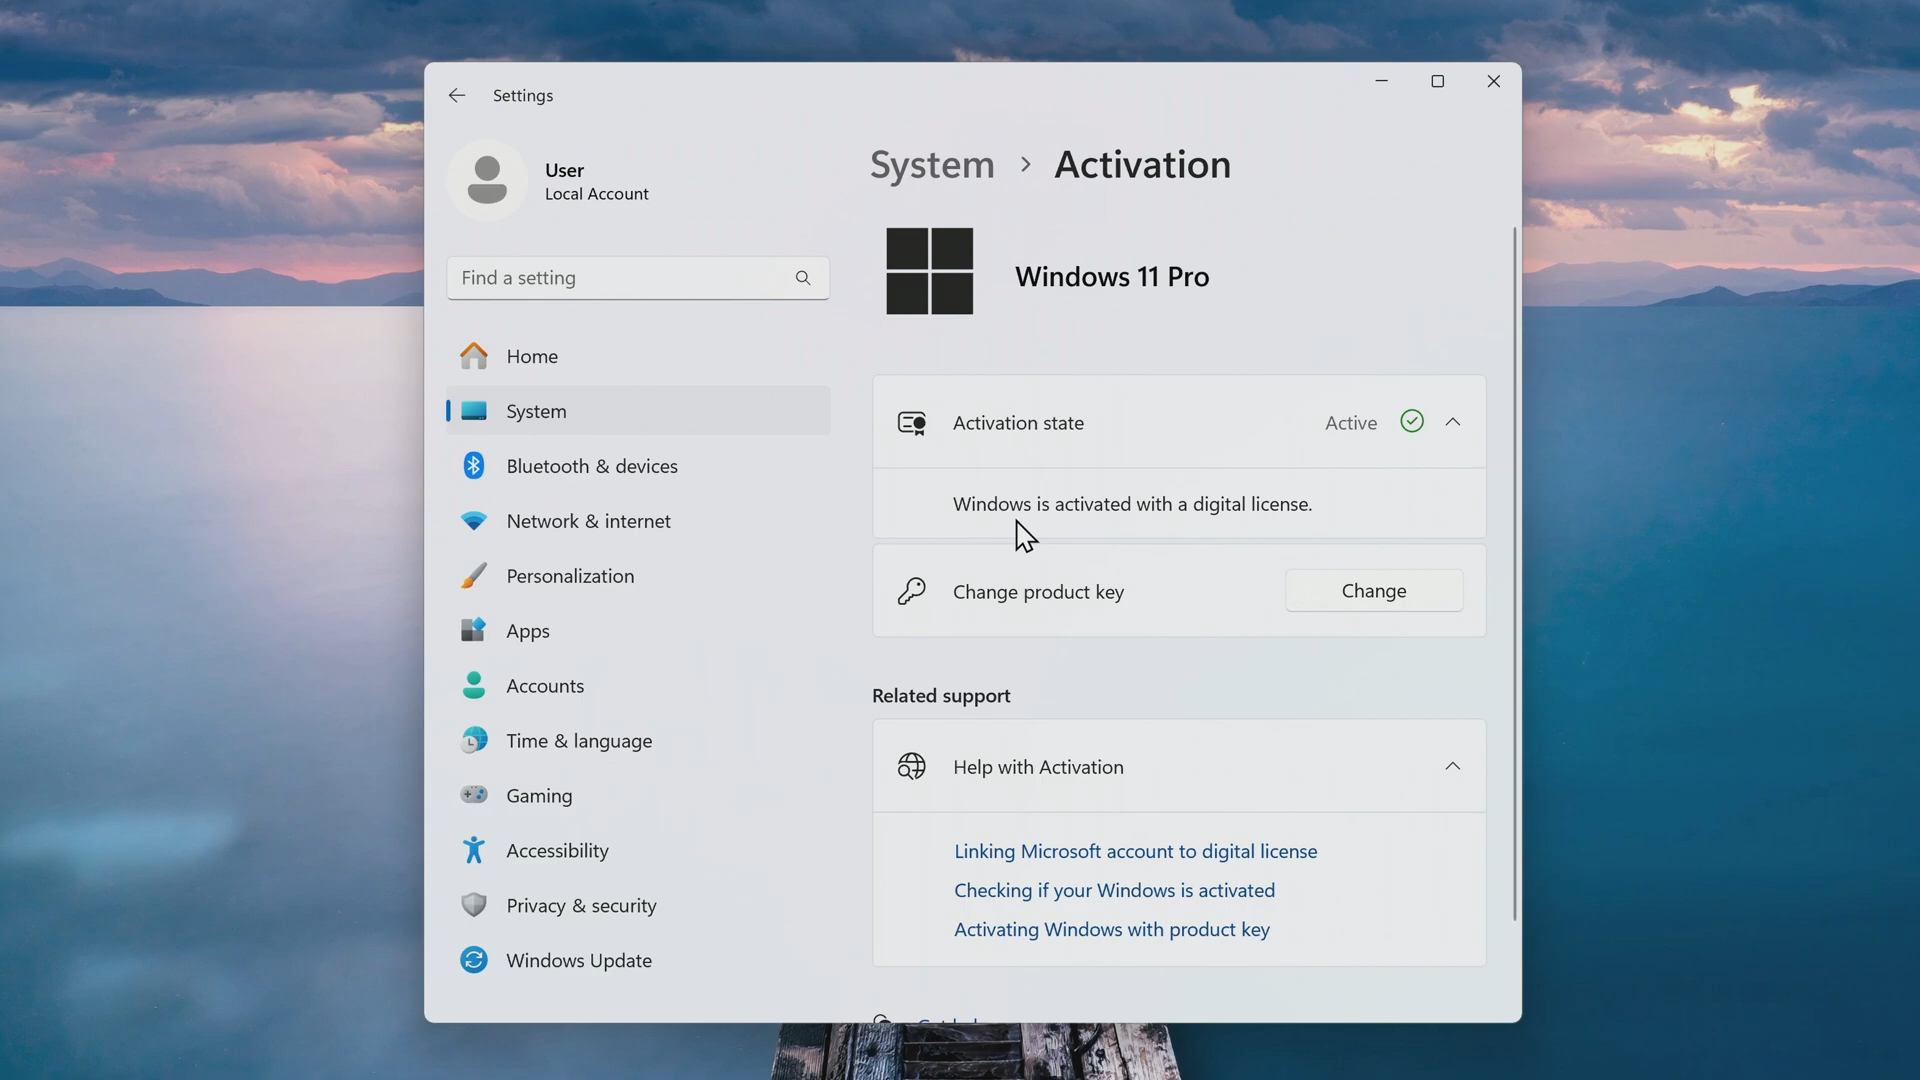 Settings
User
Local Account
Find a setting
Home
System
Bluetooth & devices
Network & internet
Personalization
Apps
Accounts
Time & language
Gaming
Accessibility
Privacy & security
Windows Update
System > Activation
Windows 11 Pro
Activation state Active
Windows is activated with a digital license.
Change product key Change
Related support
Help with Activation
Linking Microsoft account to digital license
Checking if your Windows is activated
Activating Windows with product key